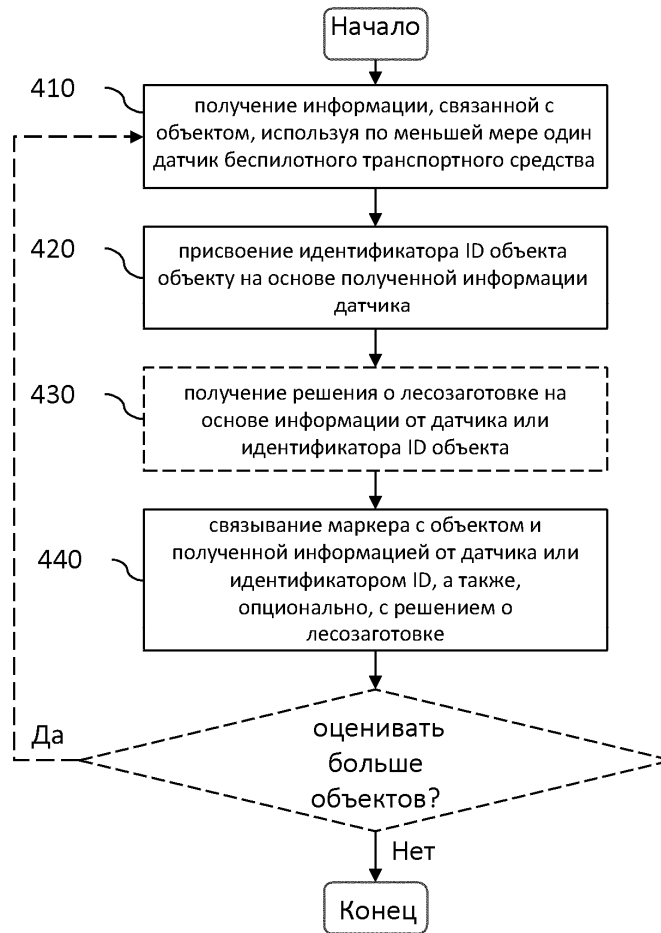 Начало
410
получение информации, связанной с
объектом, используя по меньшей мере один
датчик беспилотного транспортного средства
420
присвоение идентификатора ID объекта
объекту на основе полученной информации
датчика
430
получение решения о лесозаготовке на
основе информации от датчика или
идентификатора ID объекта
440
связывание маркера с объектом и
полученной информацией от датчика или
идентификатором ID, а также,
опционально, с решением о
лесозаготовке
Да
оценивать
больше
объектов?
Нет
Конец